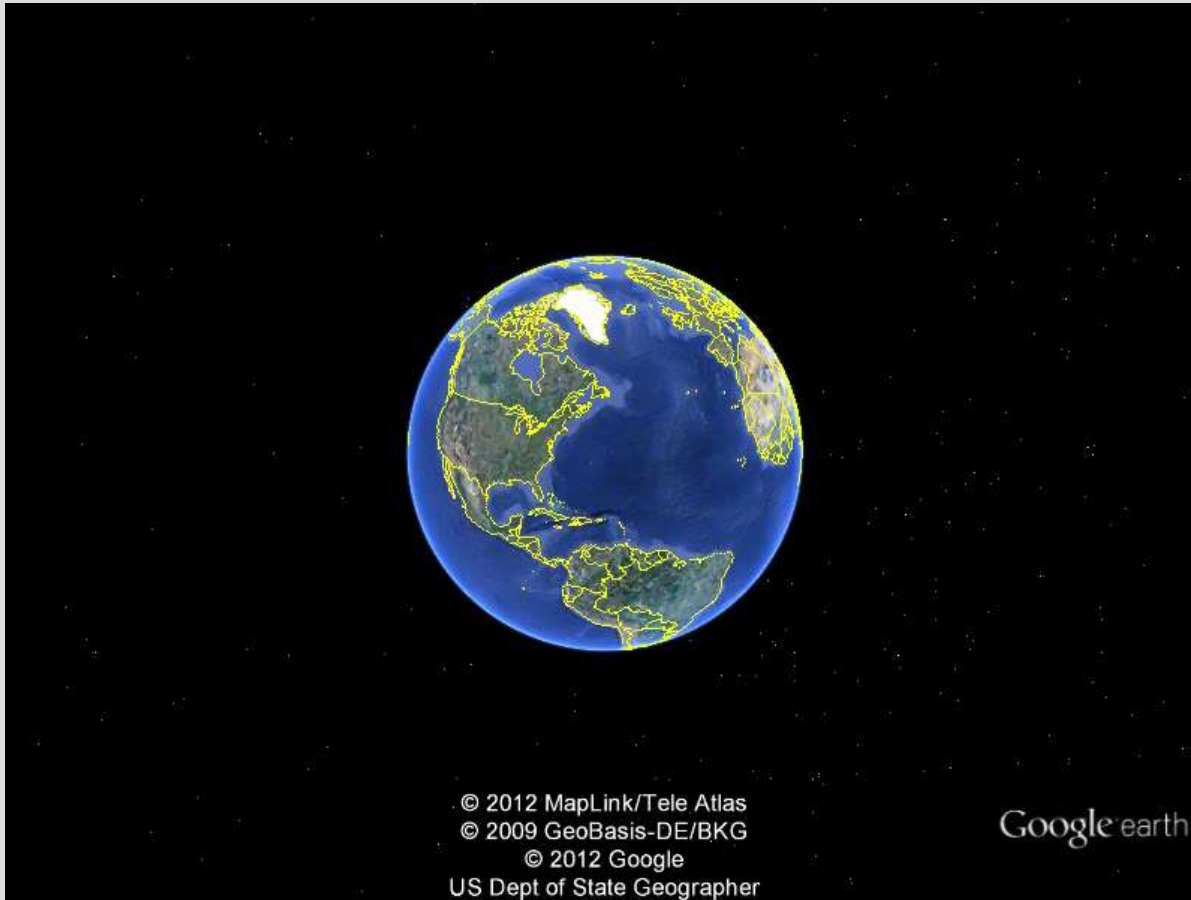 © 2012 MapLink/Tele Atlas
© 2009 GeoBasis-DE/BKG
© 2012 Google
US Dept of State Geographer
Google earth